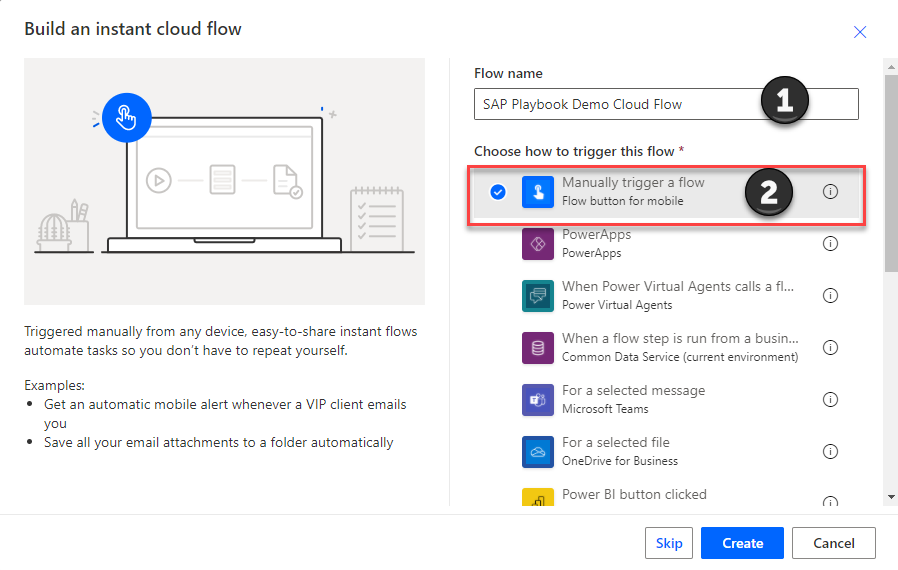 Build an instant cloud flow
Triggered manually from any device, easy-to-share instant flows
automate tasks so you don't have to repeat yourself.
Examples:
• Get an automatic mobile alert whenever a VIP client emails
you
• Save all your email attachments to a folder automatically
Flow name
SAP Playbook Demo Cloud Flow
1
Choose how to trigger this flow *
Manually trigger a flow
Flow button for mobile
2
PowerApps
PowerApps
When Power Virtual Agents calls a fl...
Power Virtual Agents
When a flow step is run from a busin...
Common Data Service (current environment)
For a selected message
Microsoft Teams
For a selected file
OneDrive for Business
Power BI button clicked
Skip
Create
Cancel